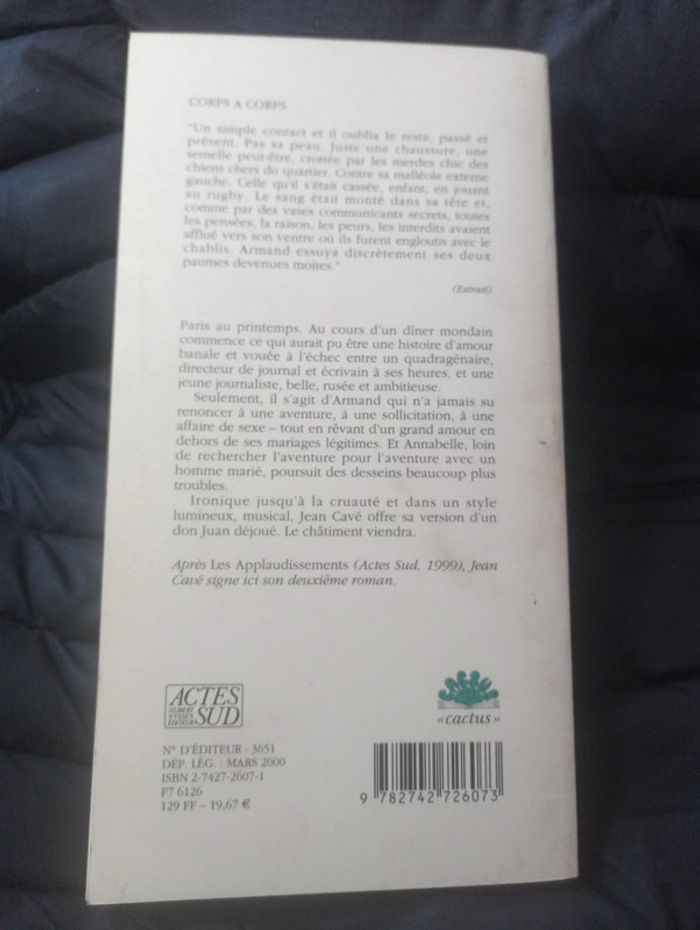 CORPS A CORPS
"Un simple contact et il oublia le reste, passé et
présent. Pas sa peau. Juste une chaussure, une
semelle peut-être, crottée par les merdes chic des
chiens chers du quartier. Contre sa malléole externe
gauche. Celle qu'il s'était cassée, enfant, en jouant
au rugby. Le sang était monté dans sa tête et,
comme par des vases communicants secrets, toutes
les pensées, la raison, les peurs, les interdits avaient
afflué vers son ventre où ils furent engloutis avec le
chablis. Armand essuya discrètement ses deux
paumes devenues moites."
(Extrait)
Paris au printemps. Au cours d'un dîner mondain
commence ce qui aurait pu être une histoire d'amour
banale et vouée à l'échec entre un quadragénaire,
directeur de journal et écrivain à ses heures, et une
jeune journaliste, belle, rusée et ambitieuse.
Seulement, il s'agit d'Armand qui n'a jamais su
renoncer à une aventure, à une sollicitation, à une
affaire de sexe – tout en rêvant d'un grand amour en
dehors de ses mariages légitimes. Et Annabelle, loin
de rechercher l'aventure pour l'aventure avec un
homme marié, poursuit des desseins beaucoup plus
troubles.
Ironique jusqu'à la cruauté et dans un style
lumineux, musical, Jean Cavé offre sa version d'un
don Juan déjoué. Le châtiment viendra.
Après Les Applaudissements (Actes Sud, 1999), Jean
Cavé signe ici son deuxième roman.
ACTES
HUBERT
NYSSEN
ÉDITEUR
SUD
« cactus »
N° D'ÉDITEUR : 3651
DÉP. LÉG. : MARS 2000
ISBN 2-7427-2607-1
F7 6126
129 FF – 19,67 €
9 782742 726073